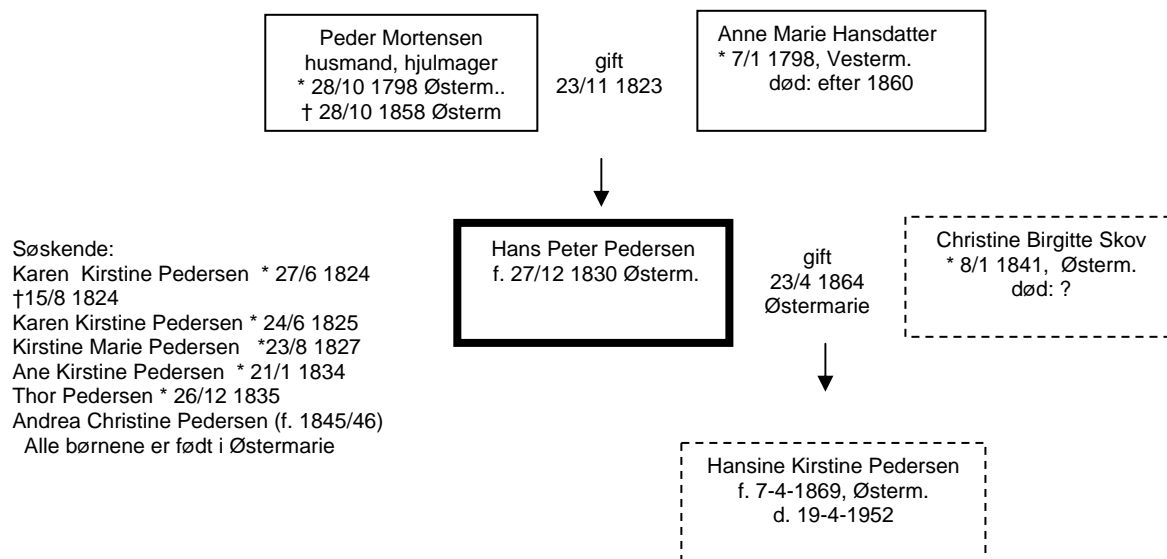 Peder Mortensen
husmand, hjulmager
* 28/10 1798 Østerm..
† 28/10 1858 Østerm
gift
23/11 1823
Anne Marie Hansdatter
* 7/1 1798, Vesterm.
død: efter 1860
Søskende:
Karen Kirstine Pedersen * 27/6 1824
†15/8 1824
Karen Kirstine Pedersen * 24/6 1825
Kirstine Marie Pedersen *23/8 1827
Ane Kirstine Pedersen * 21/1 1834
Thor Pedersen * 26/12 1835
Andrea Christine Pedersen (f. 1845/46)
Alle børnene er født i Østermarie
Hans Peter Pedersen
f. 27/12 1830 Østerm.
gift
23/4 1864
Østermarie
Christine Birgitte Skov
* 8/1 1841, Østerm.
død: ?
Hansine Kirstine Pedersen
f. 7-4-1869, Østerm.
d. 19-4-1952